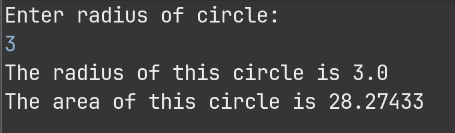 Enter radius of circle:
3
The radius of this circle is 3.0
The area of this circle is 28.27433